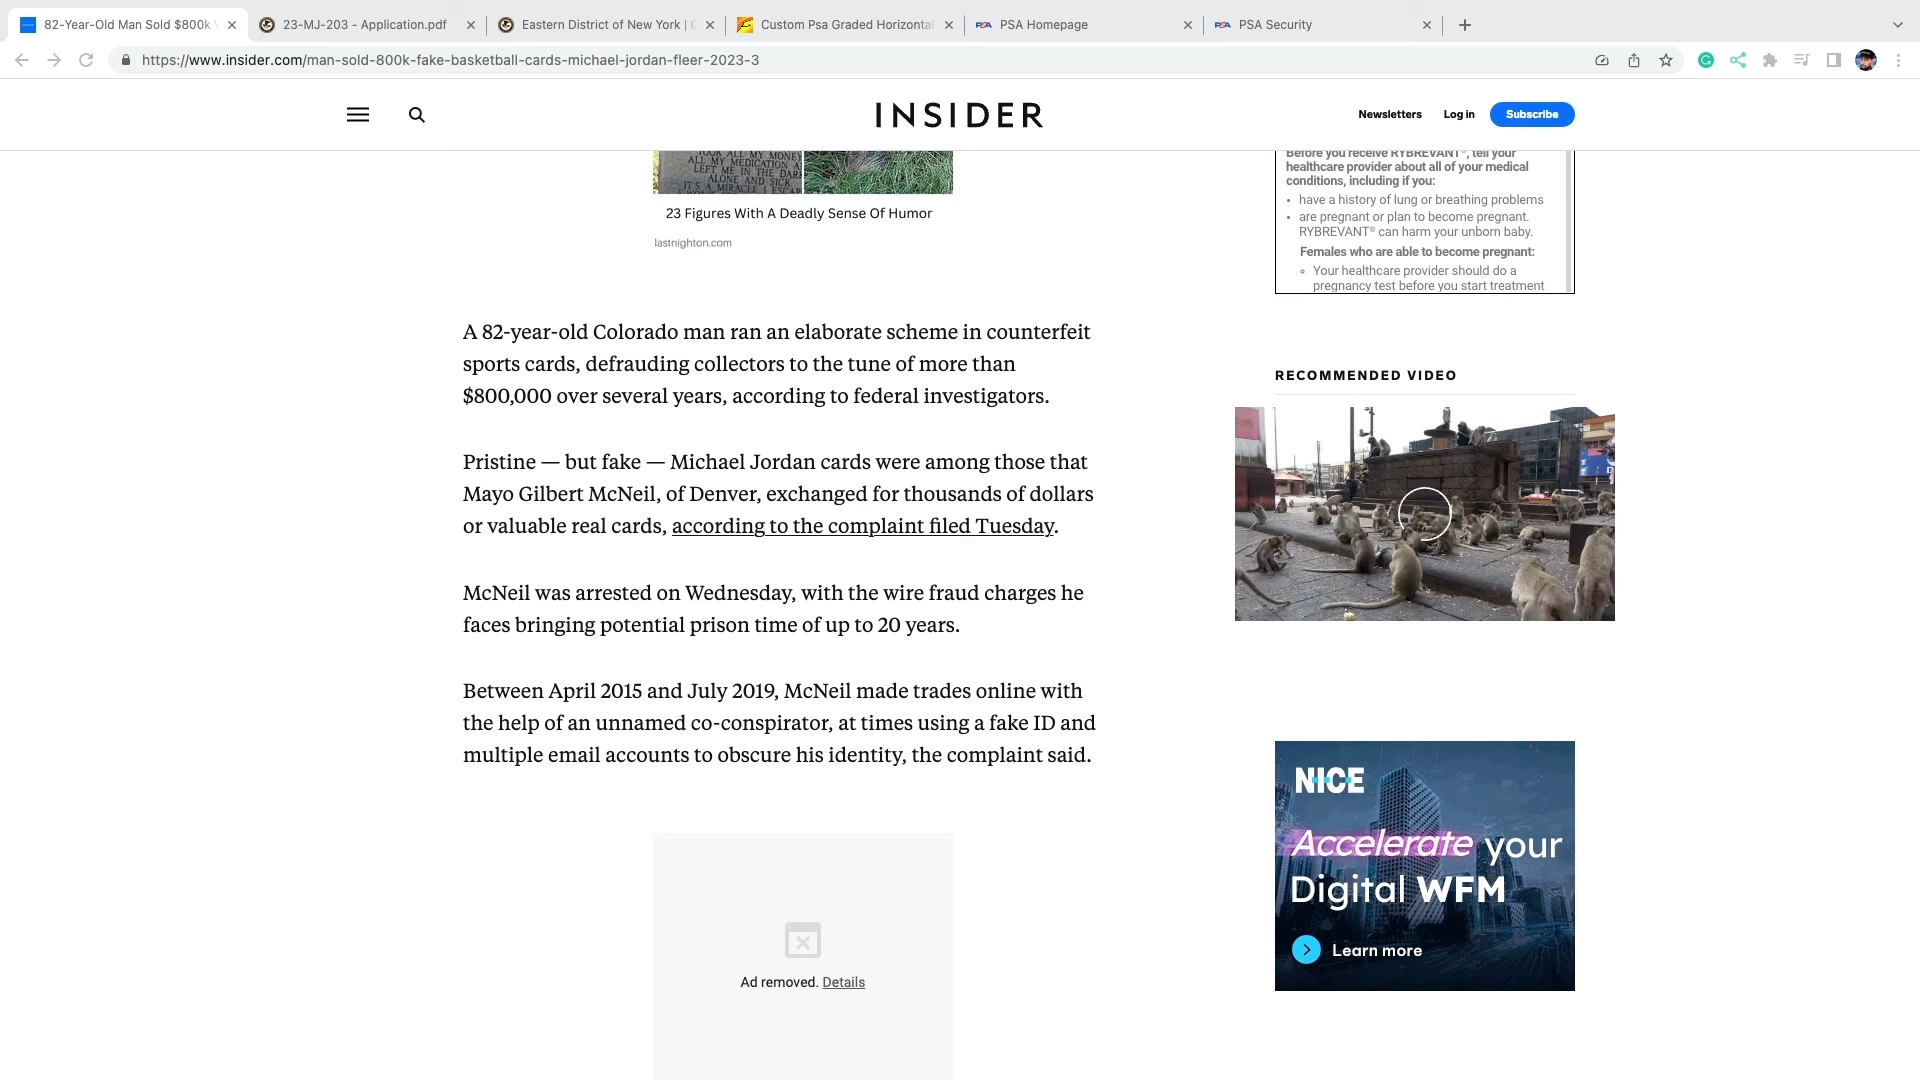 82-Year-Old Man Sold $800k
23-MJ-203 - Application.pdf
Eastern District of New York |
Custom Psa Graded Horizontal
PSA Homepage
PSA Security
https://www.insider.com/man-sold-800k-fake-basketball-cards-michael-jordan-fleer-2023-3
INSIDER
Newsletters
Log in
Subscribe
TOOK ALL MY MONEY
ALL MY MEDICATION A
LEFT ME IN THE DARK
ALONE AND SICK
IT'S A MIRACLE I ESCAP
23 Figures With A Deadly Sense Of Humor
lastnighton.com
Before you receive RYBREVANT®, tell your
healthcare provider about all of your medical
conditions, including if you:
• have a history of lung or breathing problems
• are pregnant or plan to become pregnant.
RYBREVANT® can harm your unborn baby.
Females who are able to become pregnant:
Your healthcare provider should do a
pregnancy test before you start treatment
A 82-year-old Colorado man ran an elaborate scheme in counterfeit
sports cards, defrauding collectors to the tune of more than
$800,000 over several years, according to federal investigators.
Pristine — but fake — Michael Jordan cards were among those that
Mayo Gilbert McNeil, of Denver, exchanged for thousands of dollars
or valuable real cards, according to the complaint filed Tuesday.
McNeil was arrested on Wednesday, with the wire fraud charges he
faces bringing potential prison time of up to 20 years.
Between April 2015 and July 2019, McNeil made trades online with
the help of an unnamed co-conspirator, at times using a fake ID and
multiple email accounts to obscure his identity, the complaint said.
Ad removed. Details
RECOMMENDED VIDEO
NICE
Accelerate your
Digital WFM
Learn more